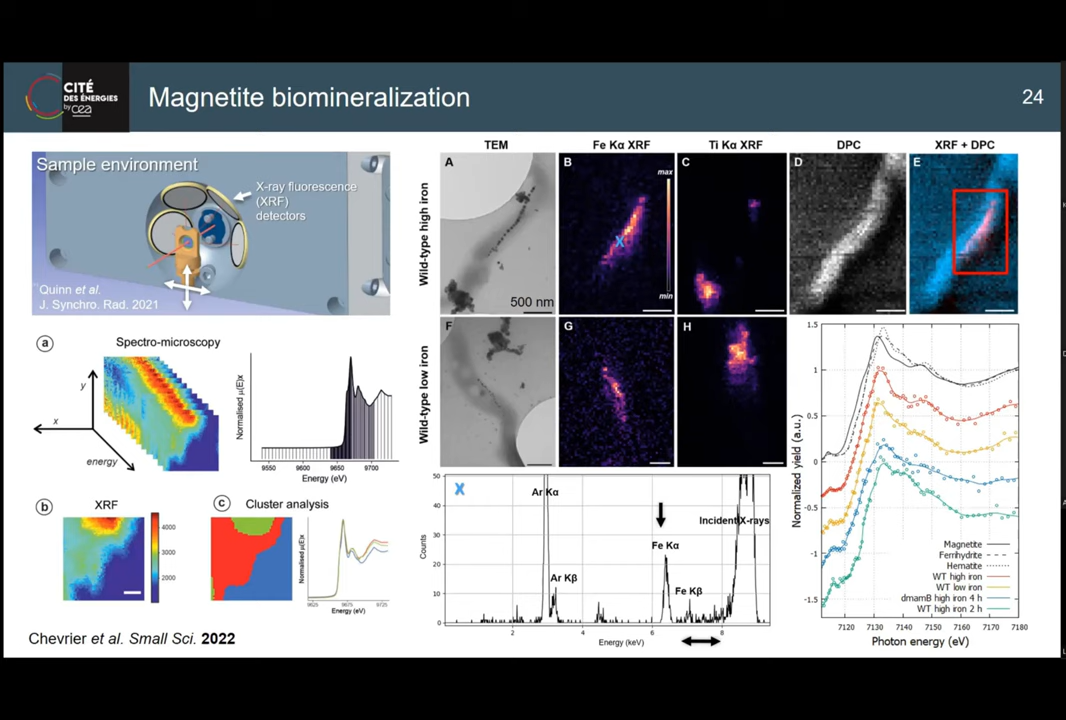 CITÉ
DES ÉNERGIES
by cea
Magnetite biomineralization
24
Sample environment
X-ray fluorescence
(XRF)
detectors
Quinn et al.
J. Synchro. Rad. 2021
a
Spectro-microscopy
y
x
energy
Normalised μ(E)x
9550
9600
9650
9700
Energy (eV)
b
XRF
4000
3000
2000
c
Cluster analysis
Normalised μ(E)x
9625
9675
9725
Energy (eV)
Chevrier et al. Small Sci. 2022
TEM
Fe Kα XRF
Ti Kα XRF
DPC
XRF + DPC
Wild-type high iron
A
500 nm
B
X
max
min
C
D
E
Wild-type low iron
F
G
H
X
50
40
30
20
10
0
Counts
Ar Kα
Ar Kβ
Fe Kα
Fe Kβ
Incident X-rays
2
4
6
8
Energy (keV)
1.5
1
0.5
0
-0.5
-1
-1.5
Normalized yield (a.u.)
Magnetite
Ferrihydrite
Hematite
WT high iron
WT low iron
dmamB high iron 4 h
WT high iron 2 h
7120
7130
7140
7150
7160
7170
7180
Photon energy (eV)